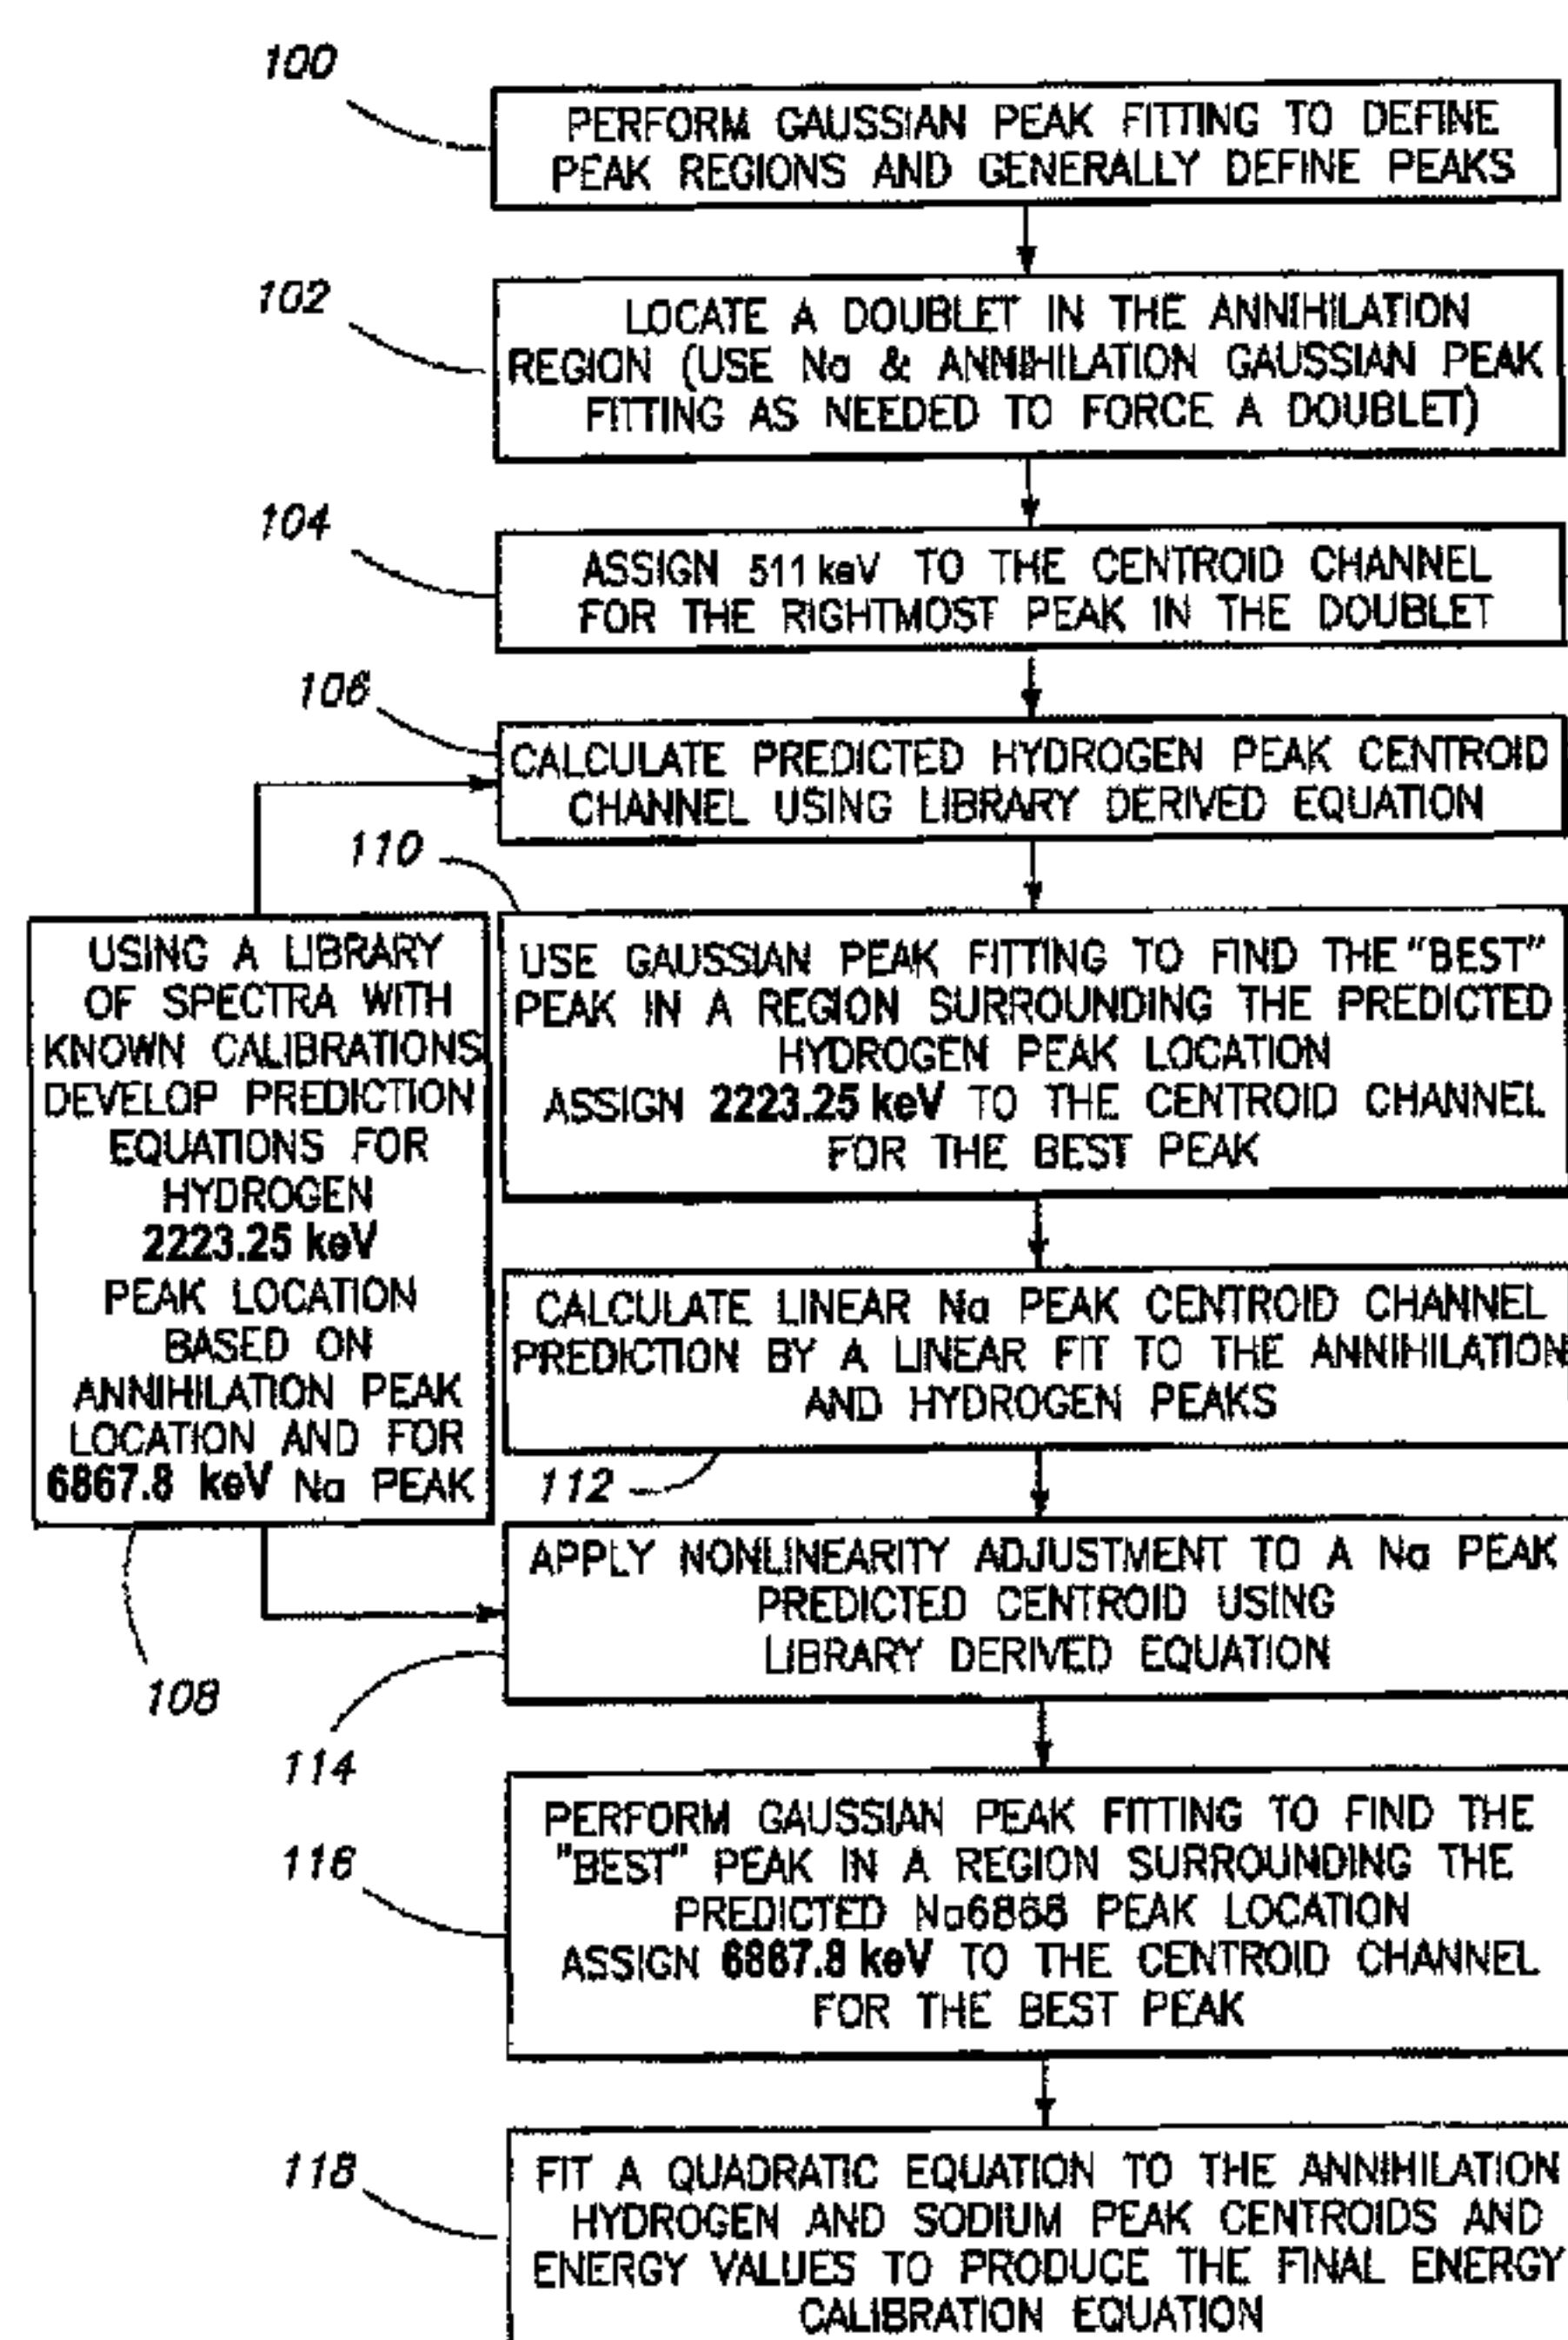 100
PERFORM GAUSSIAN PEAK FITTING TO DEFINE
PEAK REGIONS AND GENERALLY DEFINE PEAKS
102
LOCATE A DOUBLET IN THE ANNIHILATION
REGION (USE Na & ANNIHILATION GAUSSIAN PEAK
FITTING AS NEEDED TO FORCE A DOUBLET)
104
ASSIGN 511 keV TO THE CENTROID CHANNEL
FOR THE RIGHTMOST PEAK IN THE DOUBLET
106
CALCULATE PREDICTED HYDROGEN PEAK CENTROID
CHANNEL USING LIBRARY DERIVED EQUATION
110
USE GAUSSIAN PEAK FITTING TO FIND THE "BEST"
PEAK IN A REGION SURROUNDING THE PREDICTED
HYDROGEN PEAK LOCATION
ASSIGN 2223.25 keV TO THE CENTROID CHANNEL
FOR THE BEST PEAK
USING A LIBRARY
OF SPECTRA WITH
KNOWN CALIBRATIONS
DEVELOP PREDICTION
EQUATIONS FOR
HYDROGEN
2223.25 keV
PEAK LOCATION
BASED ON
ANNIHILATION PEAK
LOCATION AND FOR
6867.8 keV Na PEAK
108
CALCULATE LINEAR Na PEAK CENTROID CHANNEL
PREDICTION BY A LINEAR FIT TO THE ANNIHILATION
AND HYDROGEN PEAKS
112
APPLY NONLINEARITY ADJUSTMENT TO A Na PEAK
PREDICTED CENTROID USING
LIBRARY DERIVED EQUATION
114
PERFORM GAUSSIAN PEAK FITTING TO FIND THE
"BEST" PEAK IN A REGION SURROUNDING THE
PREDICTED Na6868 PEAK LOCATION
ASSIGN 6867.8 keV TO THE CENTROID CHANNEL
FOR THE BEST PEAK
116
118
FIT A QUADRATIC EQUATION TO THE ANNIHILATION
HYDROGEN AND SODIUM PEAK CENTROIDS AND
ENERGY VALUES TO PRODUCE THE FINAL ENERGY
CALIBRATION EQUATION